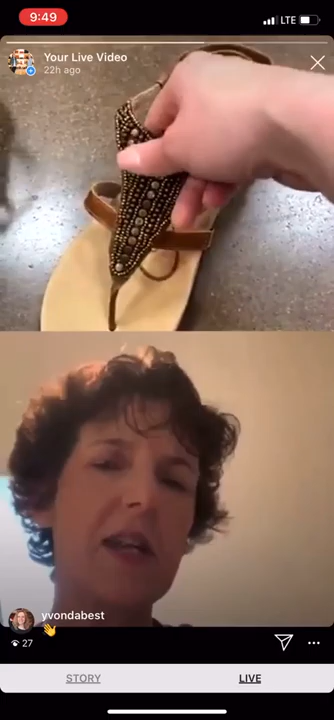 9:49
LTE
Your Live Video
22h ago
yvondabest
27
STORY
LIVE